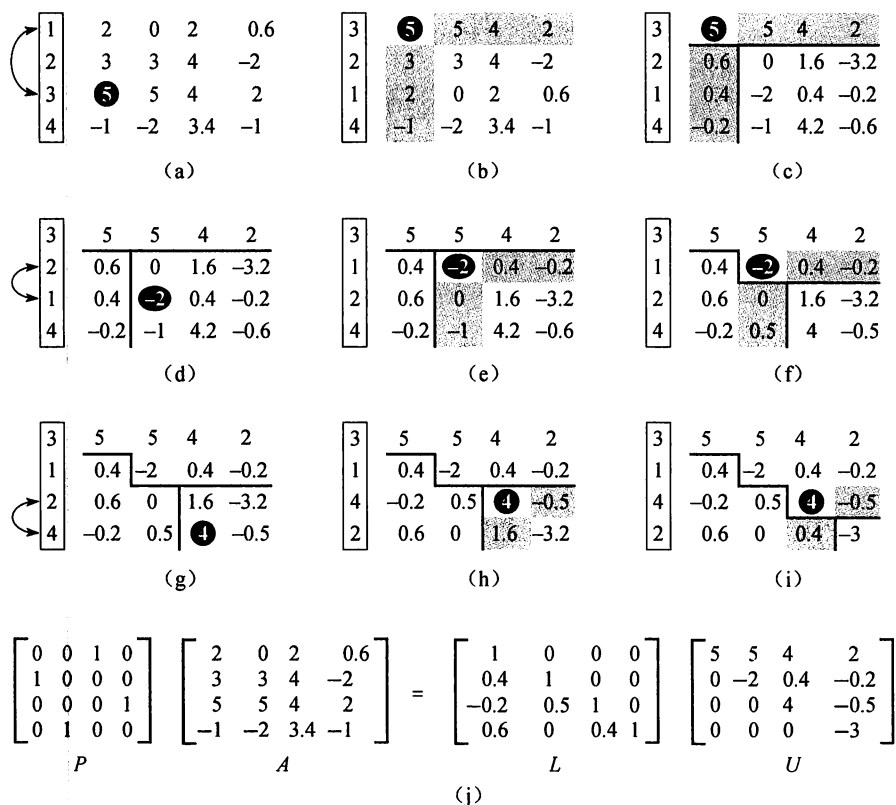 1 2 0 2 0.6 3 5 5 4 2 3 5 5 4 2
2 3 3 4 −2 2 3 3 4 −2 2 0.6 0 1.6 −3.2
3 5 5 4 2 1 2 0 2 0.6 1 0.4 −2 0.4 −0.2
4 −1 −2 3.4 −1 4 −1 −2 3.4 −1 4 −0.2 −1 4.2 −0.6
(a) (b) (c)
3 5 5 4 2 3 5 5 4 2 3 5 5 4 2
2 0.6 0 1.6 −3.2 1 0.4 −2 0.4 −0.2 1 0.4 −2 0.4 −0.2
1 0.4 −2 0.4 −0.2 2 0.6 0 1.6 −3.2 2 0.6 0 1.6 −3.2
4 −0.2 −1 4.2 −0.6 4 −0.2 −1 4.2 −0.6 4 −0.2 0.5 4 −0.5
(d) (e) (f)
3 5 5 4 2 3 5 5 4 2 3 5 5 4 2
1 0.4 −2 0.4 −0.2 1 0.4 −2 0.4 −0.2 1 0.4 −2 0.4 −0.2
2 0.6 0 1.6 −3.2 4 −0.2 0.5 4 −0.5 4 −0.2 0.5 4 −0.5
4 −0.2 0.5 4 −0.5 2 0.6 0 1.6 −3.2 2 0.6 0 0.4 −3
(g) (h) (i)
0 0 1 0 2 0 2 0.6 1 0 0 0 5 5 4 2
1 0 0 0 3 3 4 −2 0.4 1 0 0 0 −2 0.4 −0.2
0 0 0 1 5 5 4 2 = −0.2 0.5 1 0 0 0 4 −0.5
0 1 0 0 −1 −2 3.4 −1 0.6 0 0.4 1 0 0 0 −3
P A L U
(j)